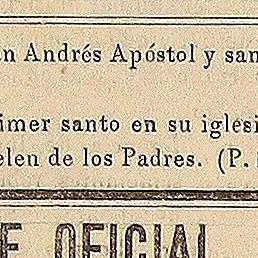 n Andrés Apóstol y san
imer santo en su iglesi
elen de los Padres. (P.
E OFICIAL